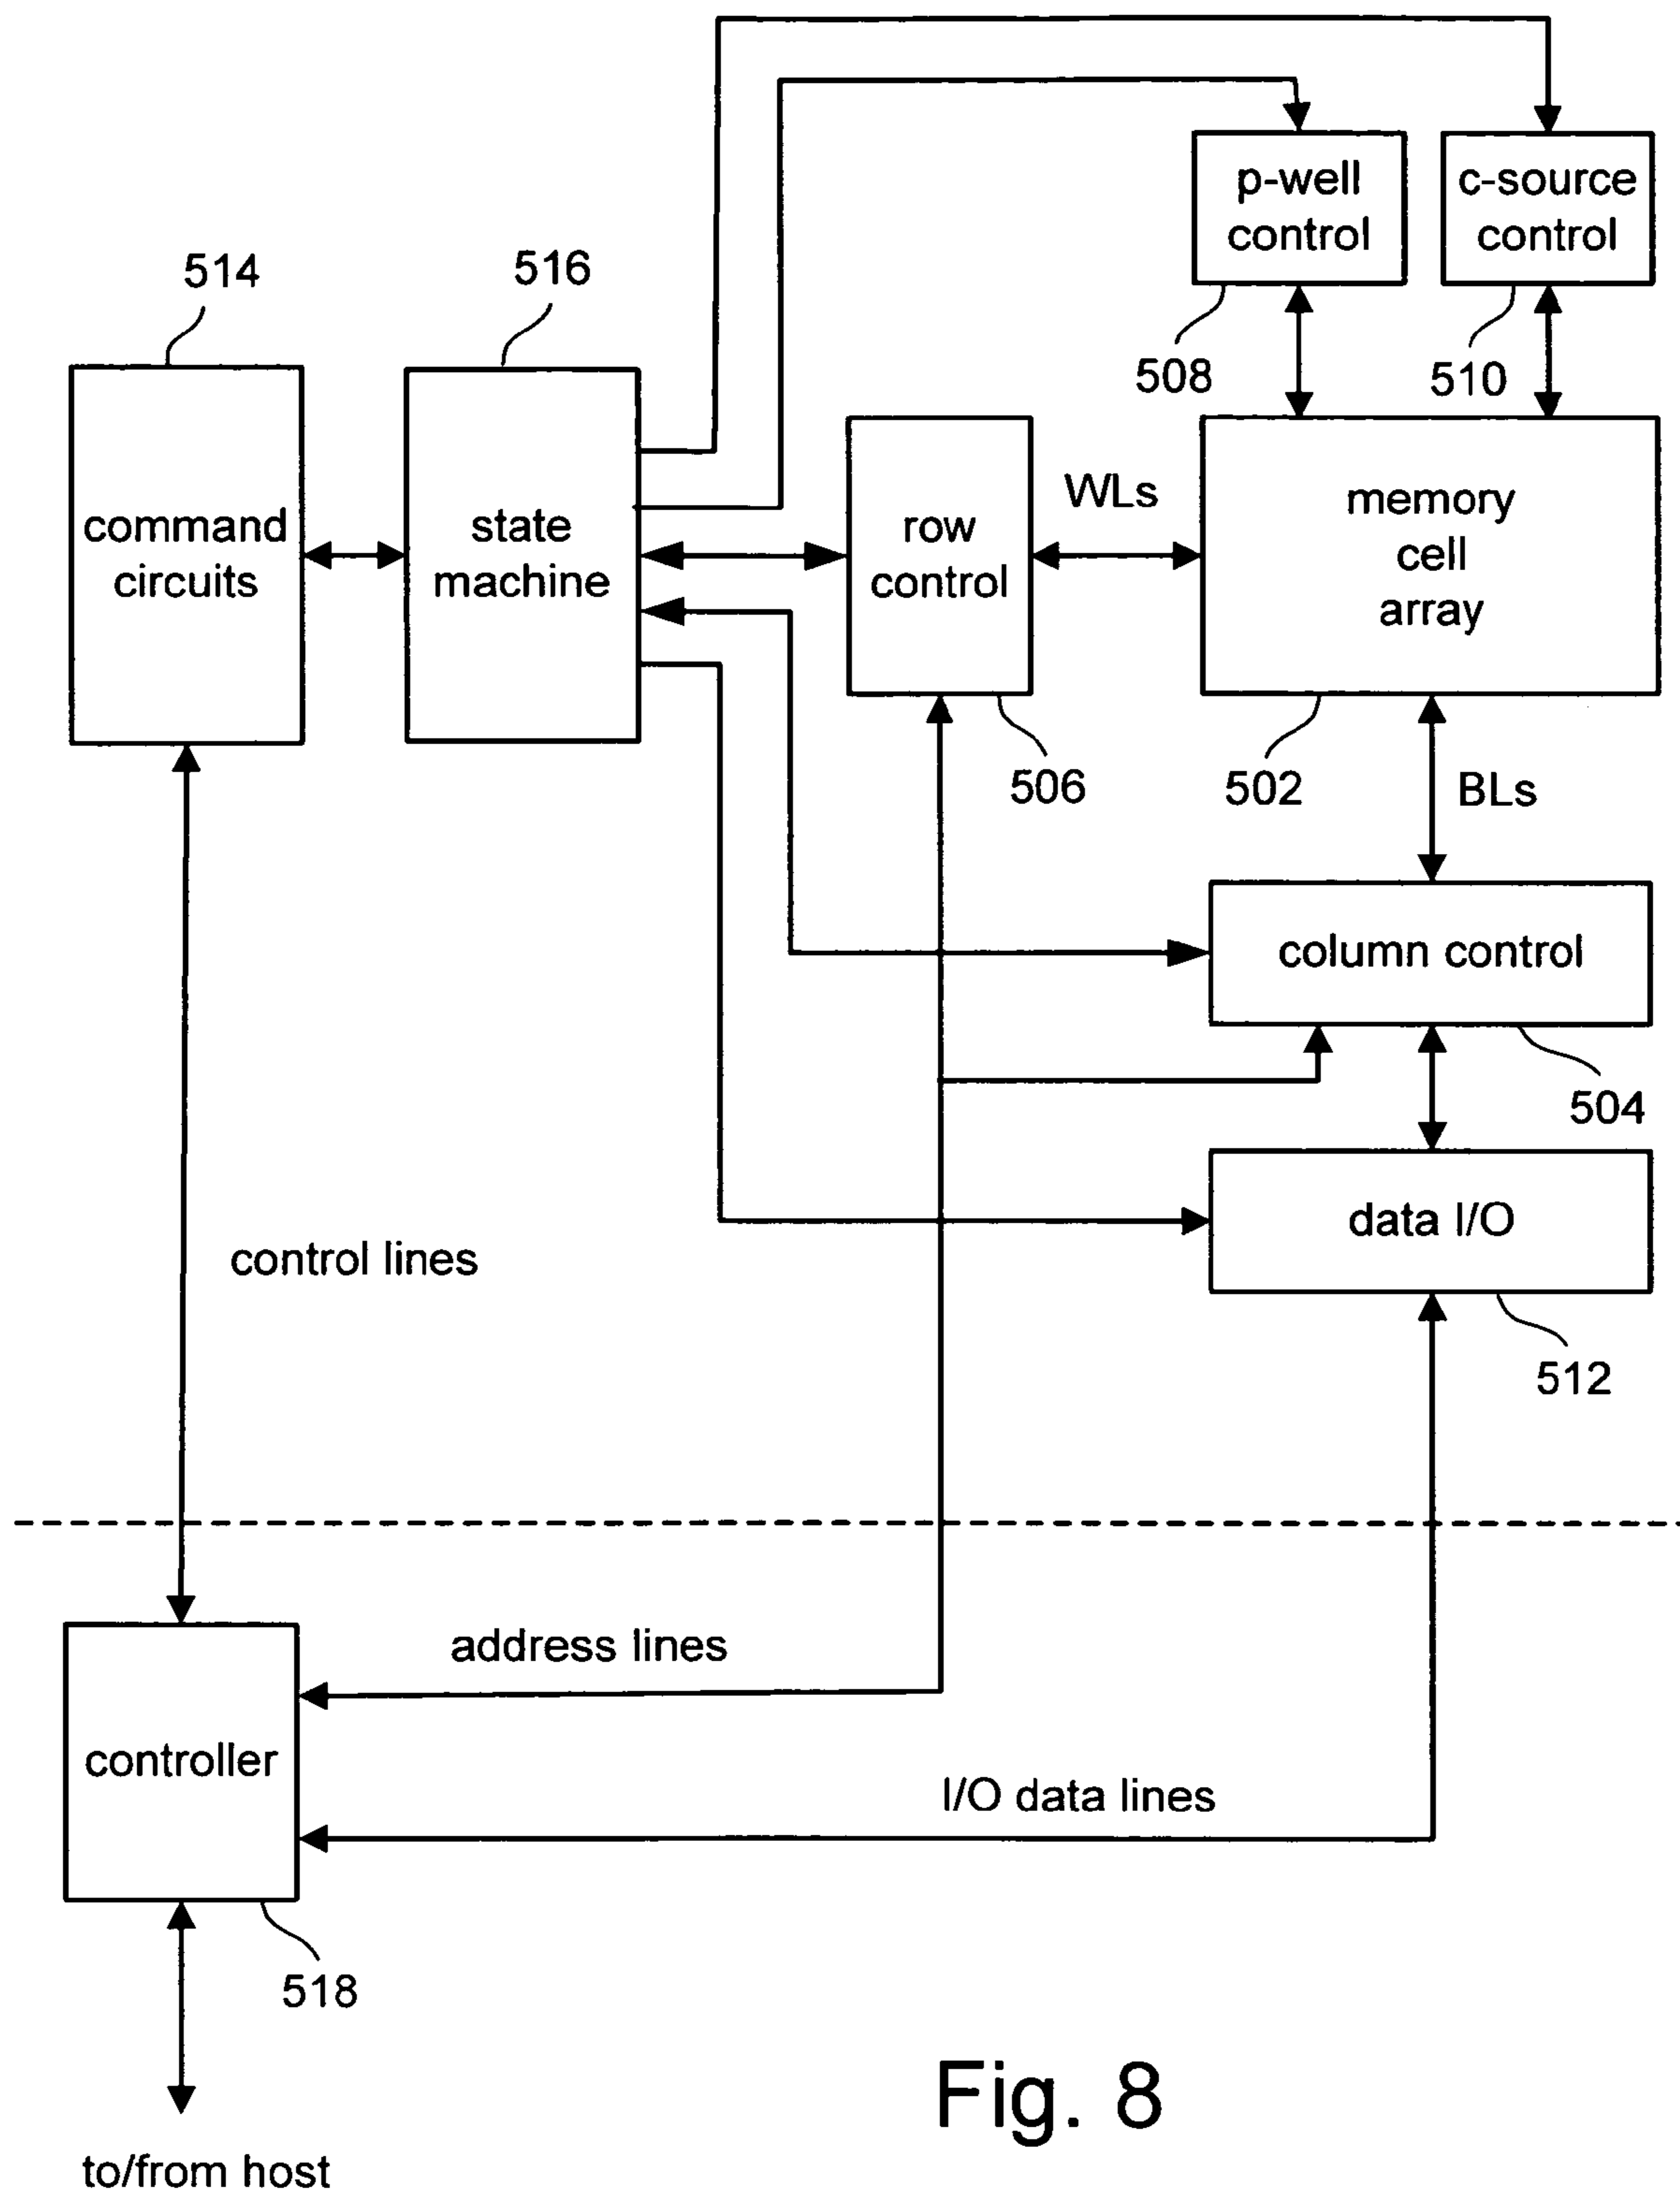 p-well
control
c-source
control
514
516
508
510
command
circuits
state
machine
row
control
WLs
memory
cell
array
506
502
BLs
column control
504
data I/O
control lines
512
address lines
controller
I/O data lines
518
Fig. 8
to/from host